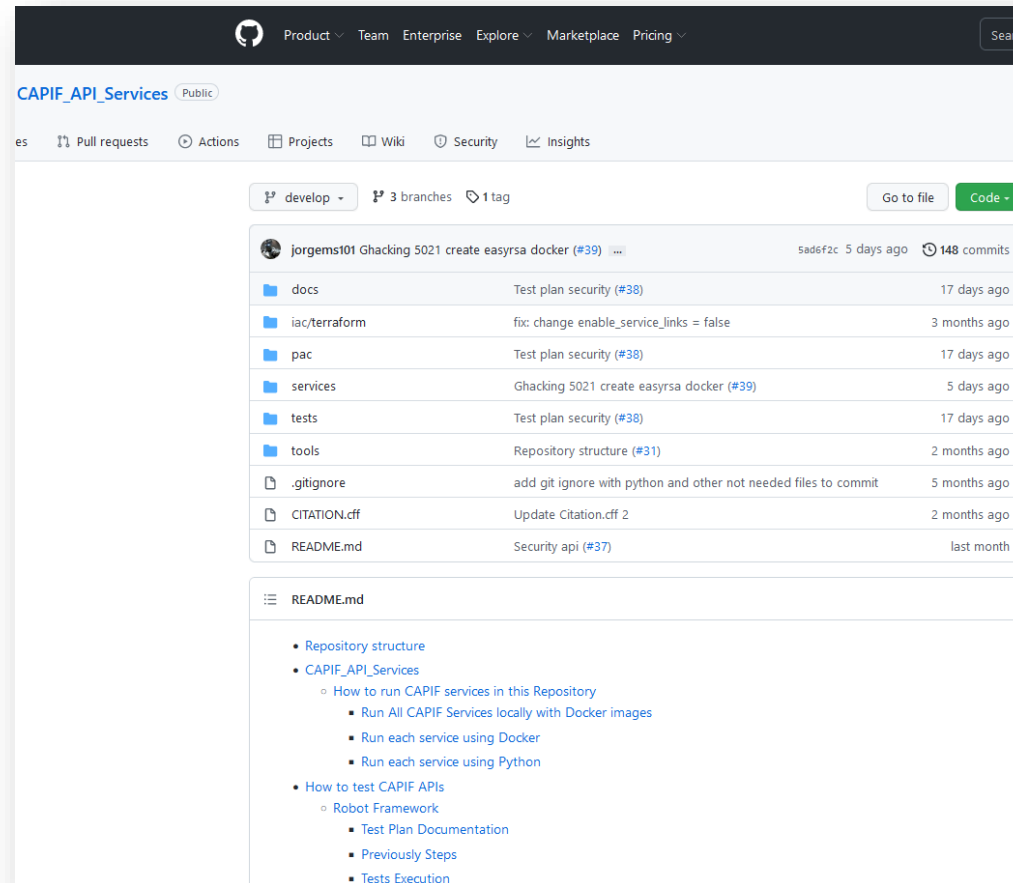 Product Team Enterprise Explore Marketplace Pricing Sear
CAPIF_API_Services Public
es Pull requests Actions Projects Wiki Security Insights
develop 3 branches 1 tag Go to file Code
jorgems101 Ghacking 5021 create easyrsa docker (#39) ... 5ad6f2c 5 days ago 148 commits
docs Test plan security (#38) 17 days ago
iac/terraform fix: change enable_service_links = false 3 months ago
pac Test plan security (#38) 17 days ago
services Ghacking 5021 create easyrsa docker (#39) 5 days ago
tests Test plan security (#38) 17 days ago
tools Repository structure (#31) 2 months ago
.gitignore add git ignore with python and other not needed files to commit 5 months ago
CITATION.cff Update Citation.cff 2 2 months ago
README.md Security api (#37) last month
README.md
Repository structure
CAPIF_API_Services
How to run CAPIF services in this Repository
Run All CAPIF Services locally with Docker images
Run each service using Docker
Run each service using Python
How to test CAPIF APIs
Robot Framework
Test Plan Documentation
Previously Steps
Tests Execution